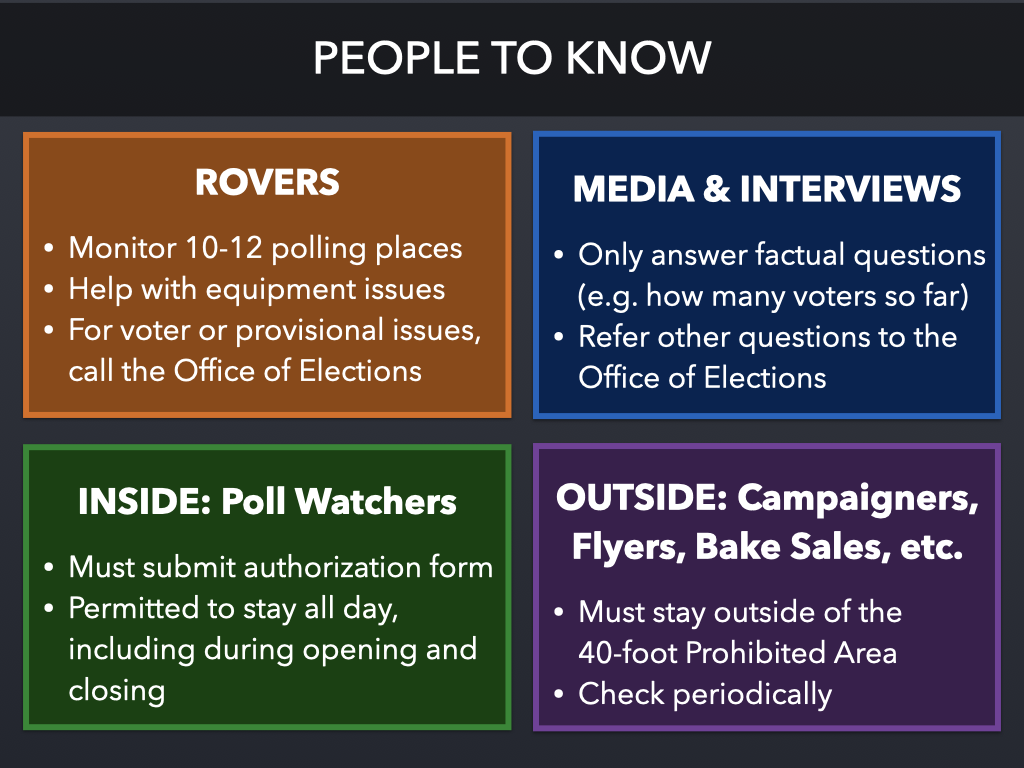 PEOPLE TO KNOW
ROVERS
• Monitor 10-12 polling places
• Help with equipment issues
• For voter or provisional issues,
call the Office of Elections
MEDIA & INTERVIEWS
• Only answer factual questions
(e.g. how many voters so far)
• Refer other questions to the
Office of Elections
INSIDE: Poll Watchers
• Must submit authorization form
• Permitted to stay all day,
including during opening and
closing
OUTSIDE: Campaigners,
Flyers, Bake Sales, etc.
• Must stay outside of the
40-foot Prohibited Area
• Check periodically